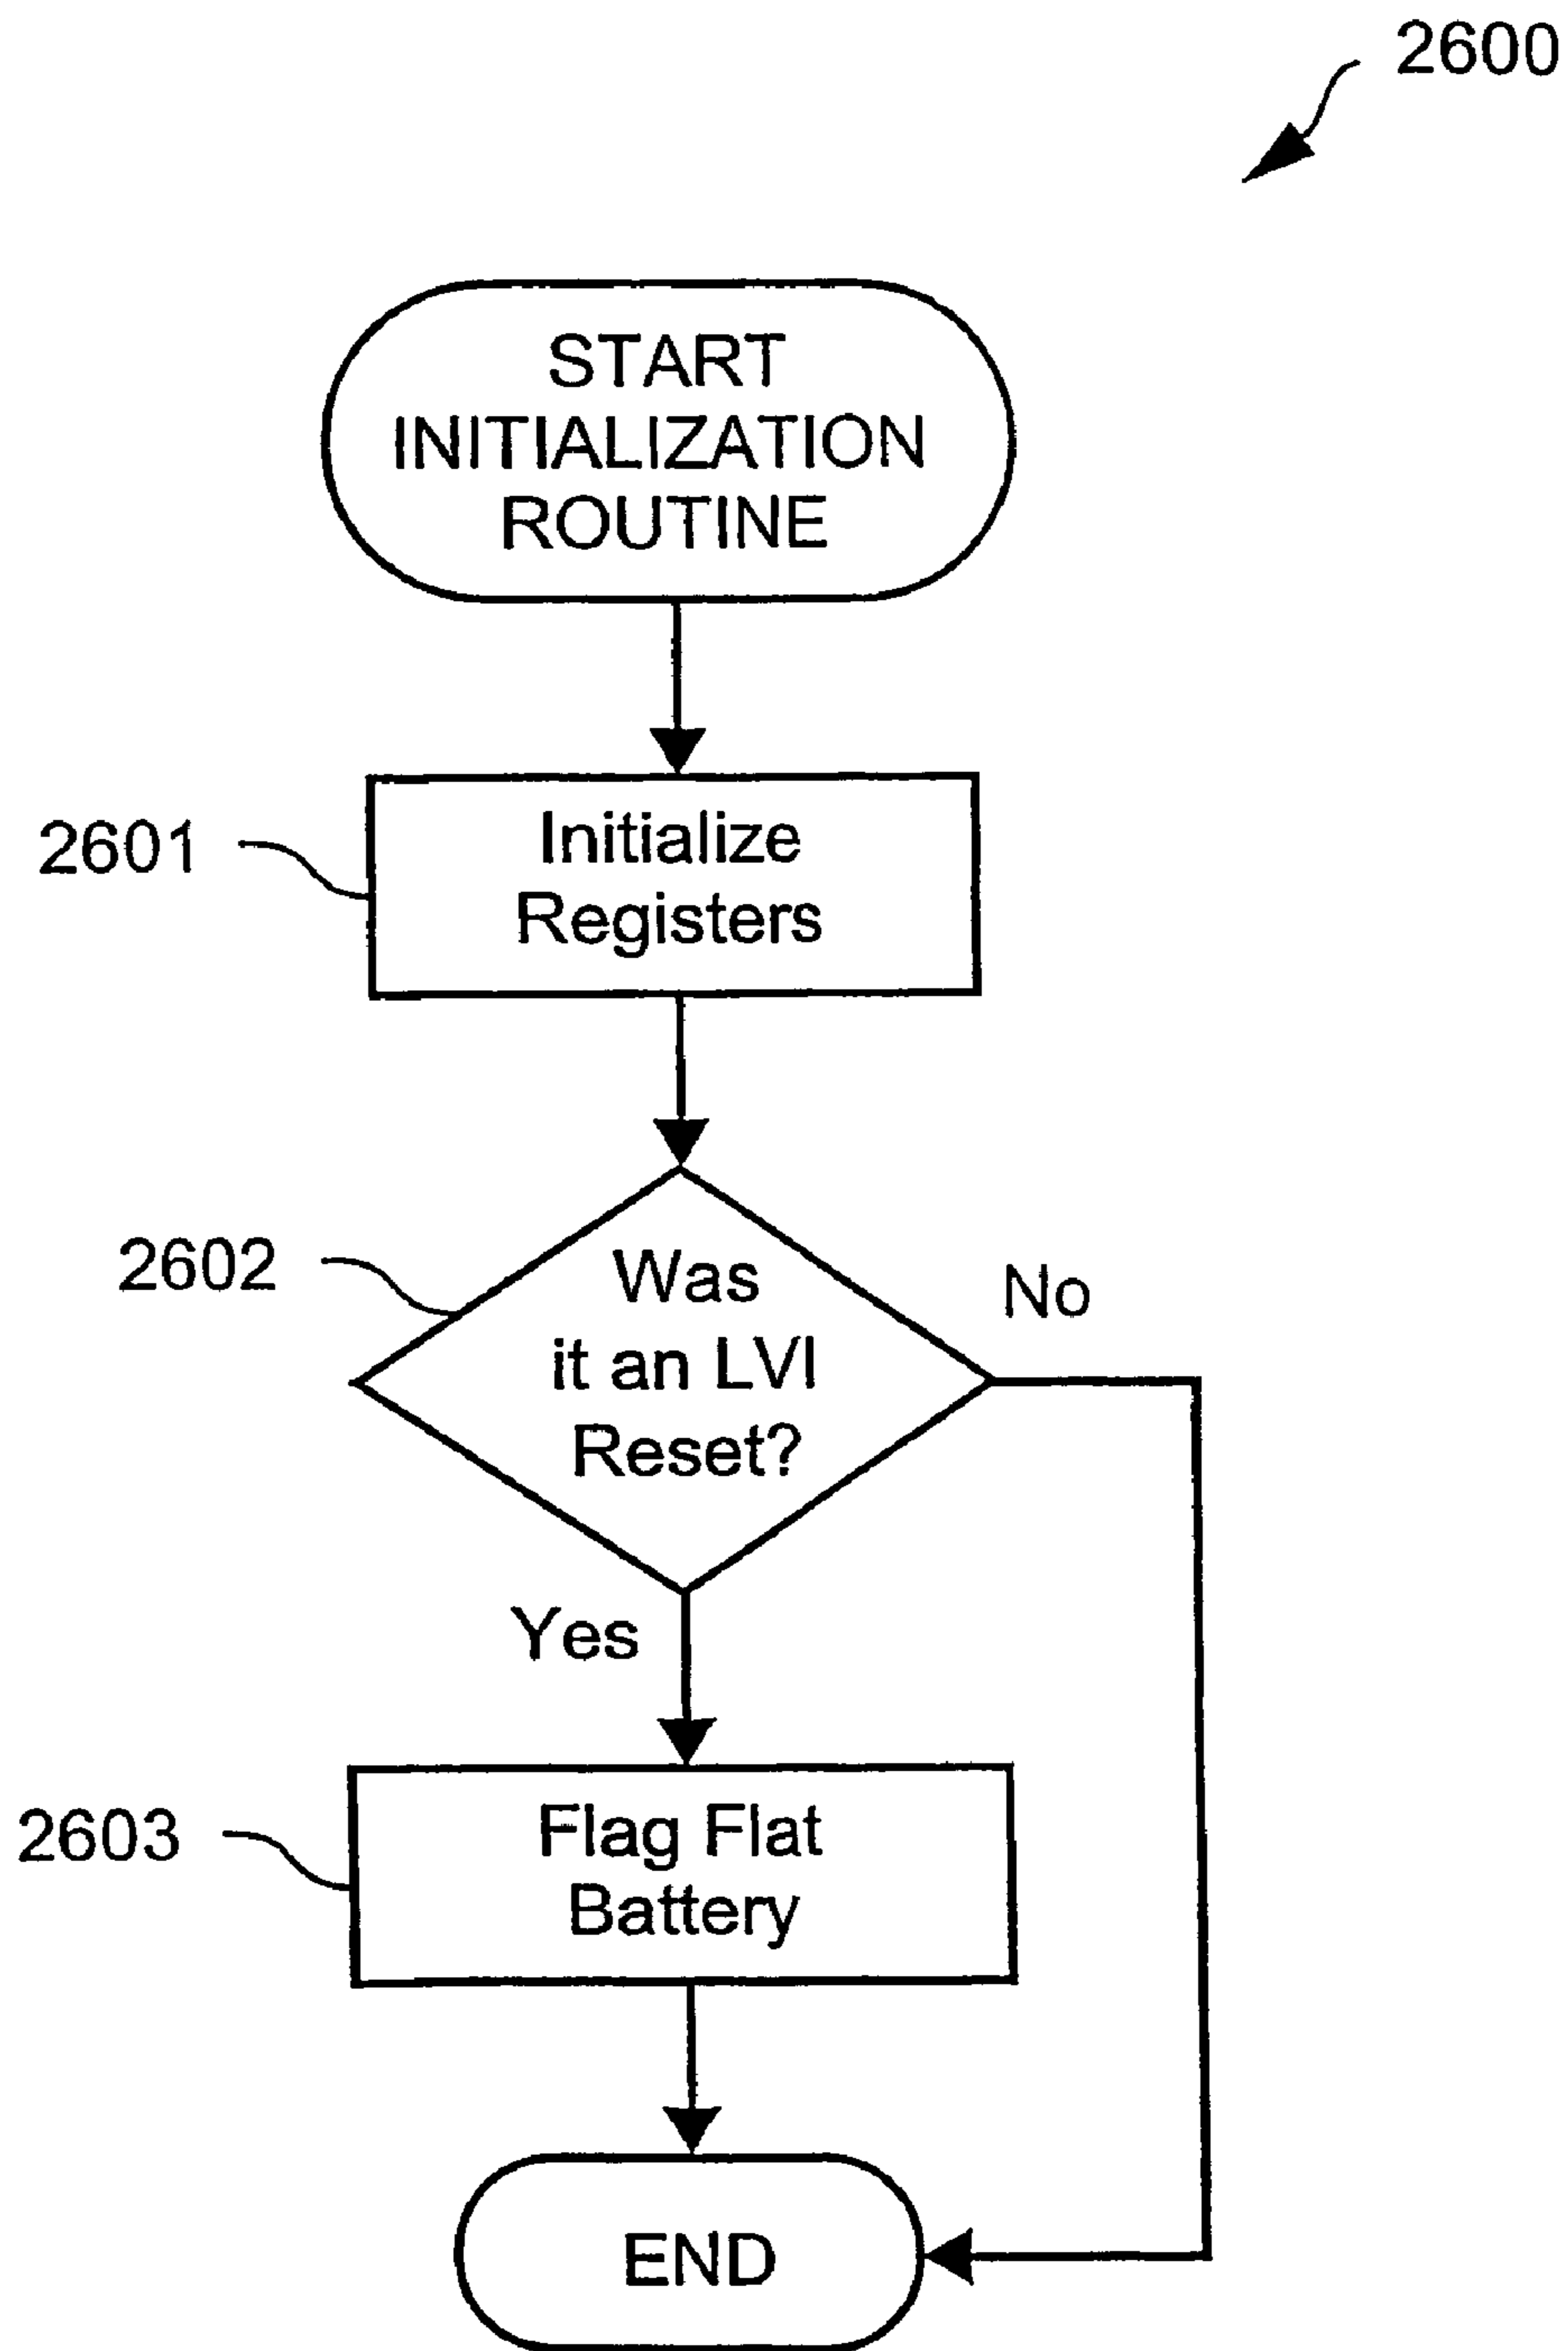 2600
START
INITIALIZATION
ROUTINE
2601
Initialize
Registers
2602
Was
it an LVI
Reset?
No
Yes
2603
Flag Flat
Battery
END